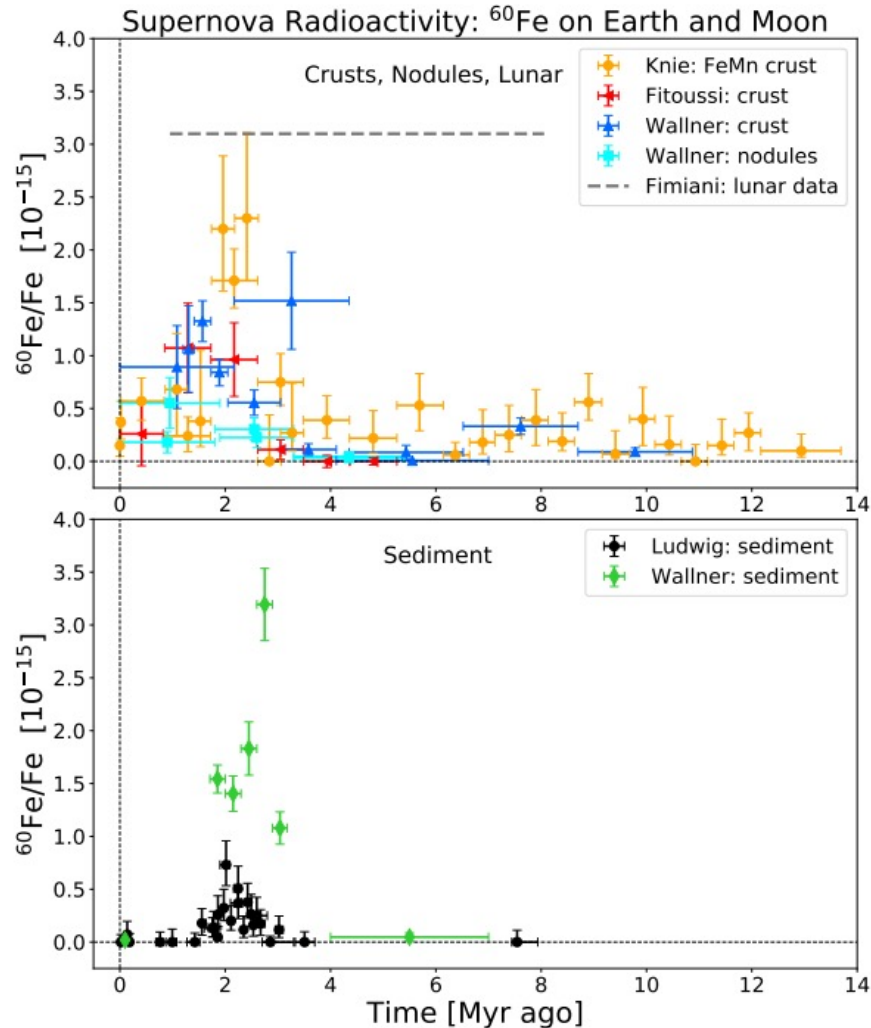 Supernova Radioactivity: ⁶⁰Fe on Earth and Moon
Crusts, Nodules, Lunar
Knie: FeMn crust
Fitoussi: crust
Wallner: crust
Wallner: nodules
Fimiani: lunar data
⁶⁰Fe/Fe [10⁻¹⁵]
4.0
3.5
3.0
2.5
2.0
1.5
1.0
0.5
0.0
0 2 4 6 8 10 12 14
Sediment
Ludwig: sediment
Wallner: sediment
⁶⁰Fe/Fe [10⁻¹⁵]
4.0
3.5
3.0
2.5
2.0
1.5
1.0
0.5
0.0
0 2 4 6 8 10 12 14
Time [Myr ago]